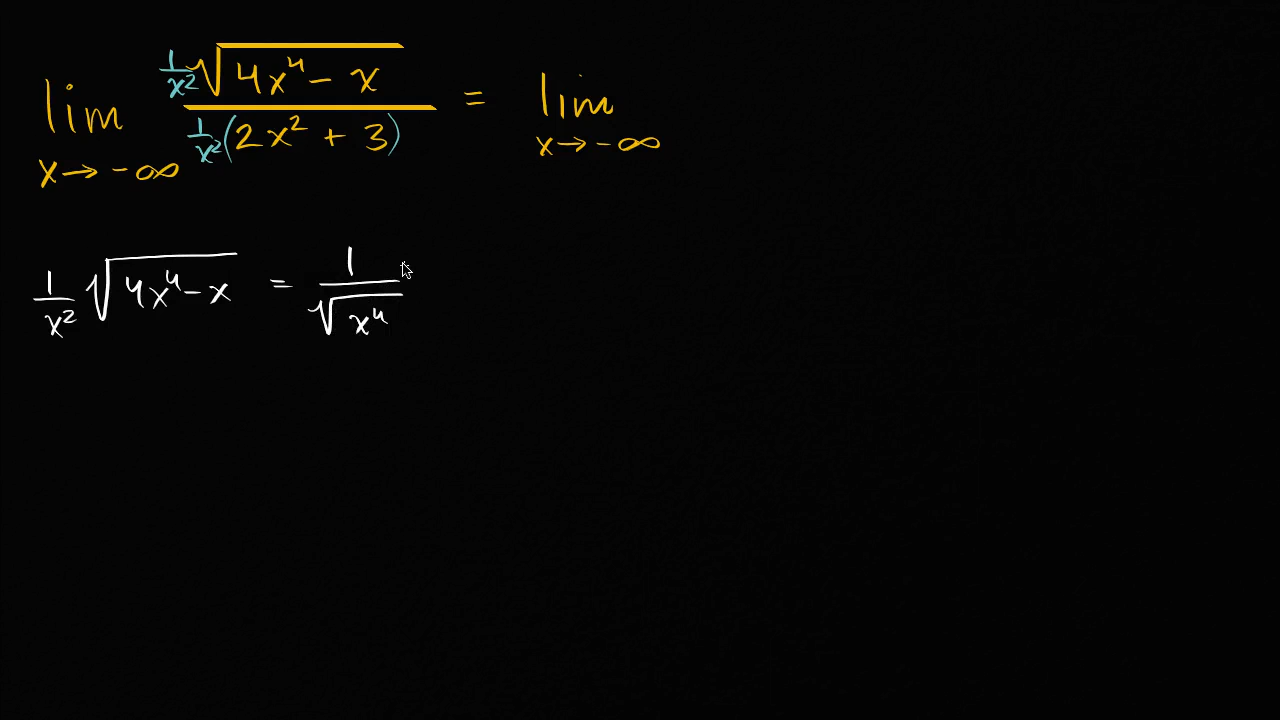 lim x→-∞ (1/x² √(4x⁴ - x)) / (1/x² (2x² + 3)) = lim x→-∞
1/x² √(4x⁴ - x) = 1/√(x⁴)